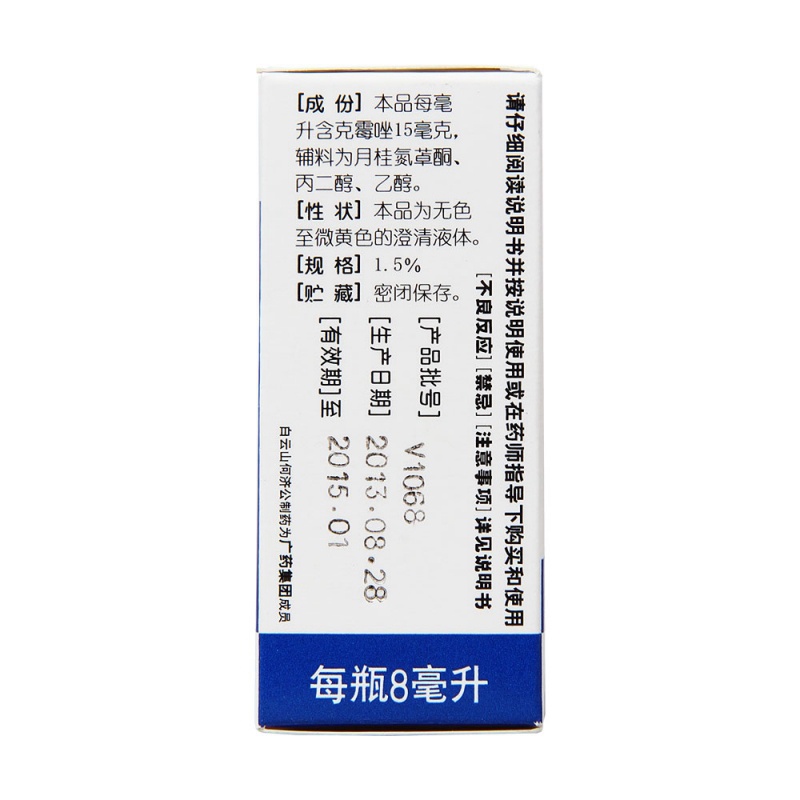 [成份] 本品每毫
升含克霉唑15毫克,
辅料为月桂氮䓬酮、
丙二醇、乙醇。
[性状] 本品为无色
至微黄色的澄清液体。
[规格] 1.5%
[贮藏] 密闭保存。
请仔细阅读说明书并按说明使用或在药师指导下购买和使用
[不良反应][禁忌][注意事项]详见说明书
[产品批号] V1068
[生产日期] 2013.08.28
[有效期]至 2015.01
白云山何济公制药为广药集团成员
每瓶8毫升